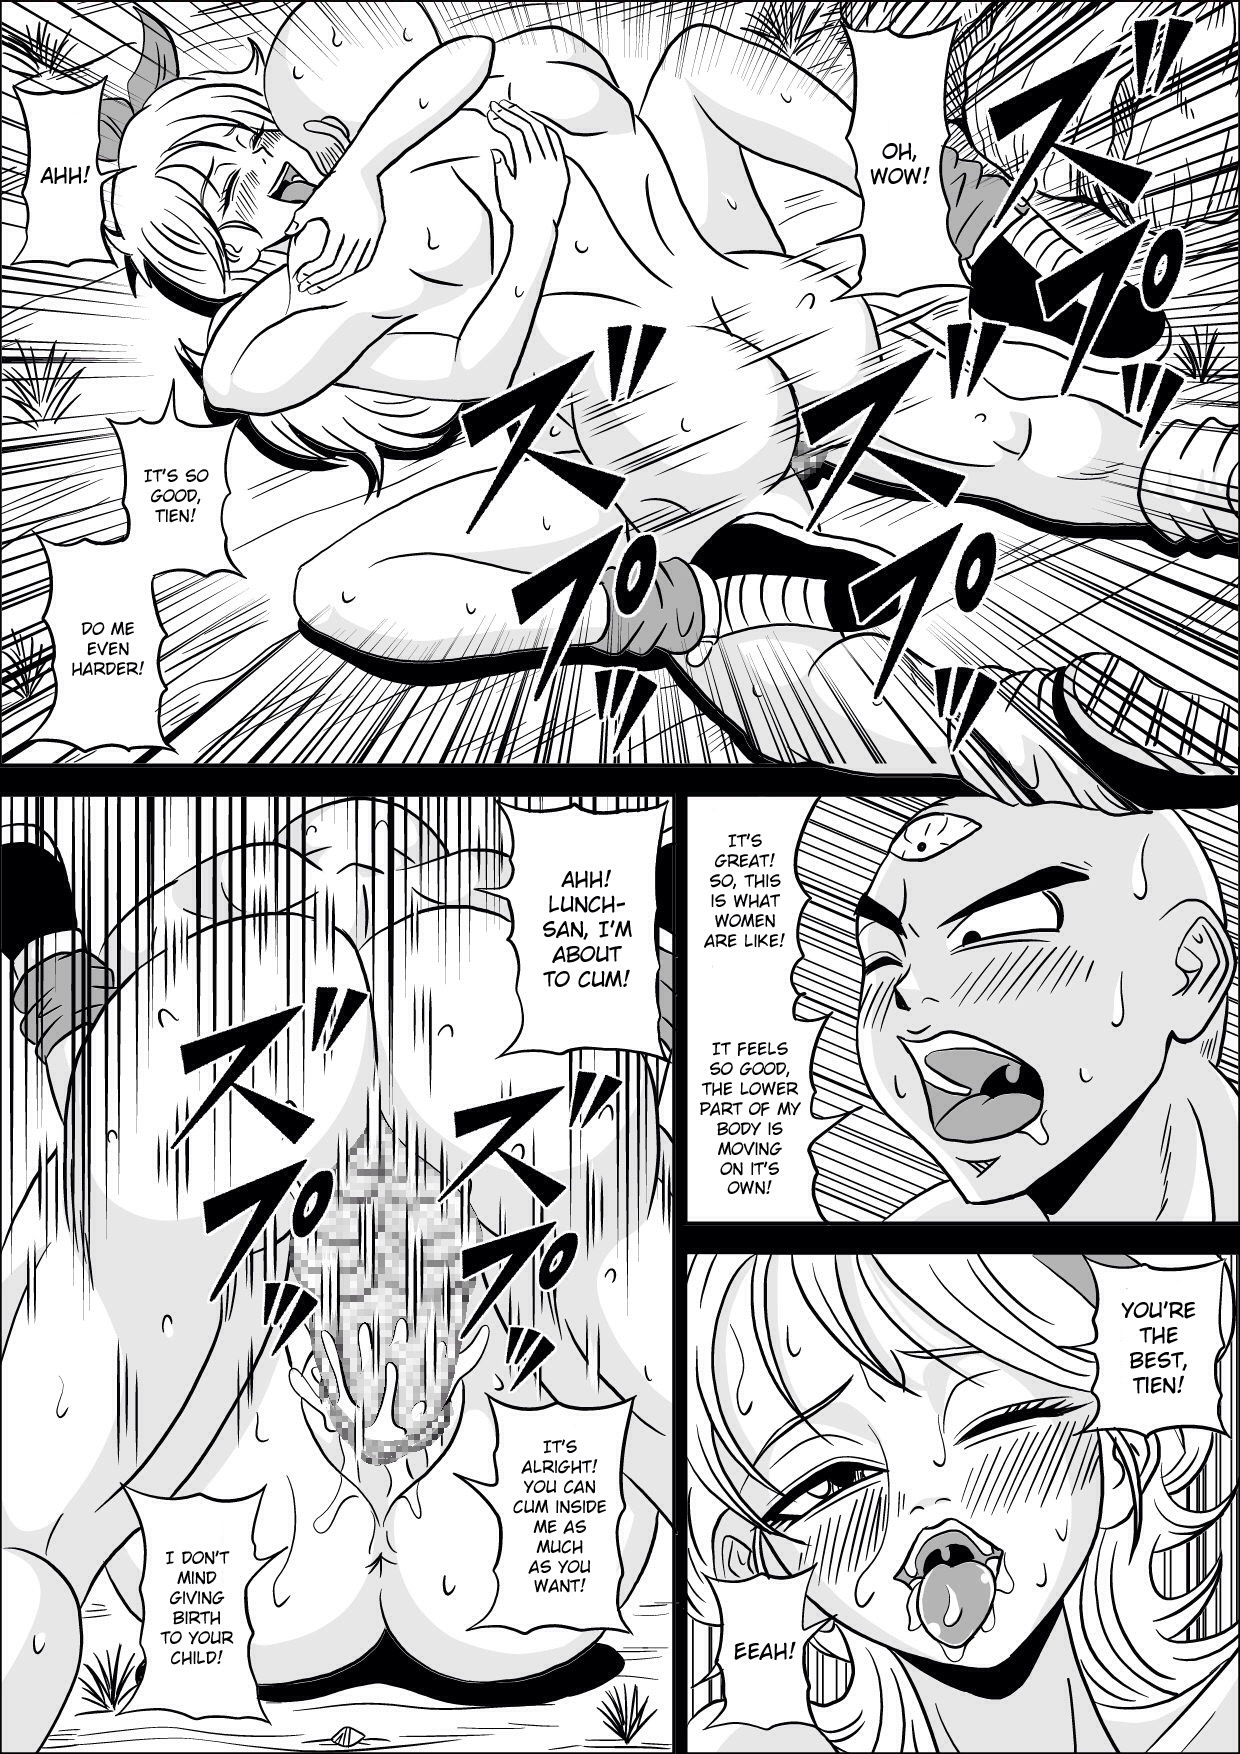 OH,
WOW!
AHH!
IT'S SO
GOOD,
TIEN!
DO ME
EVEN
HARDER!
ズ"
プ"
ズ"
プ"
ズ"
プ"
IT'S
GREAT!
SO, THIS
IS WHAT
WOMEN
ARE LIKE!
IT FEELS
SO GOOD,
THE LOWER
PART OF MY
BODY IS
MOVING
ON IT'S
OWN!
YOU'RE
THE
BEST,
TIEN!
EEAH!
AHH!
LUNCH-
SAN, I'M
ABOUT
TO CUM!
ズ"
プ"
ズ"
プ"
IT'S
ALRIGHT!
YOU CAN
CUM INSIDE
ME AS
MUCH
AS YOU
WANT!
I DON'T
MIND
GIVING
BIRTH
TO YOUR
CHILD!